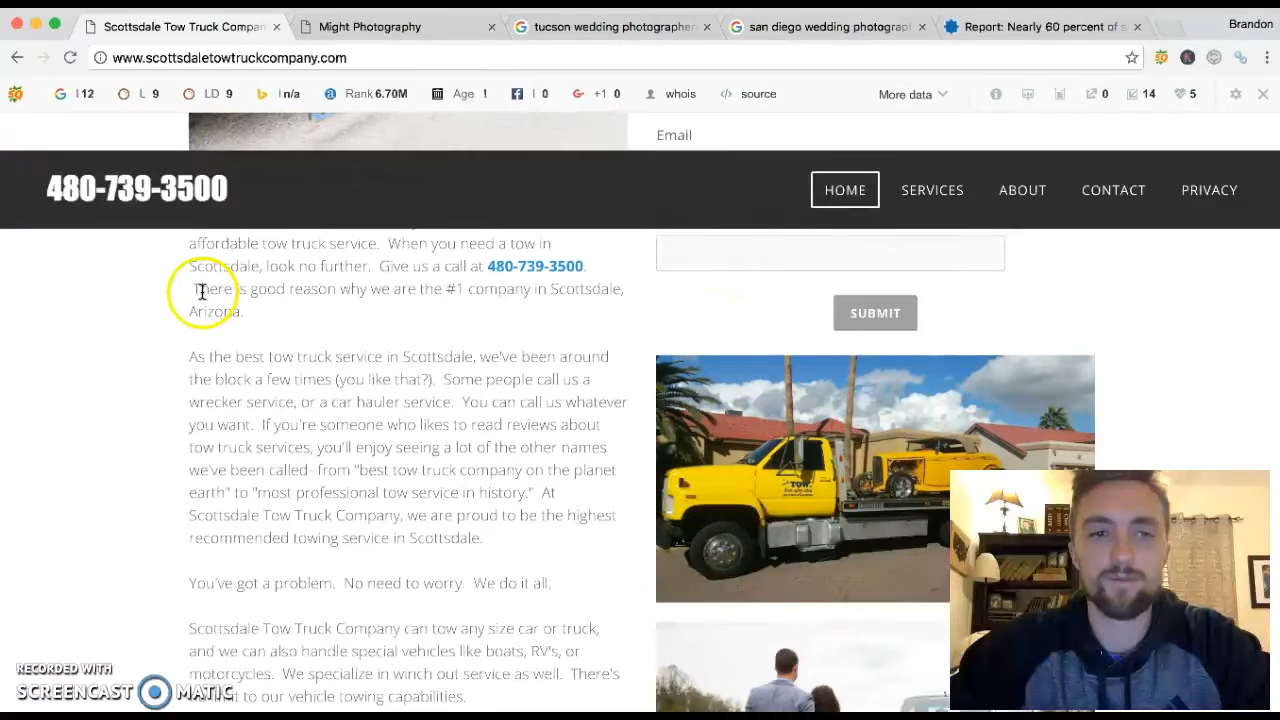 Scottsdale Tow Truck Compan
Might Photography
tucson wedding photographer
san diego wedding photograp
Report: Nearly 60 percent of s
Brandon
www.scottsdaletowtruckcompany.com
I 12
L 9
LD 9
I n/a
Rank 6.70M
Age !
I 0
+1 0
whois
source
More data
0
14
5
Email
480-739-3500
HOME
SERVICES
ABOUT
CONTACT
PRIVACY
affordable tow truck service. When you need a tow in
Scottsdale, look no further. Give us a call at 480-739-3500.
There is good reason why we are the #1 company in Scottsdale,
Arizona.
SUBMIT
As the best tow truck service in Scottsdale, we've been around
the block a few times (you like that?). Some people call us a
wrecker service, or a car hauler service. You can call us whatever
you want. If you're someone who likes to read reviews about
tow truck services, you'll enjoy seeing a lot of the other names
we've been called--from "best tow truck company on the planet
earth" to "most professional tow service in history" At
Scottsdale Tow Truck Company, we are proud to be the highest
recommended towing service in Scottsdale.
TOW
You've got a problem. No need to worry. We do it all.
Scottsdale Tow Truck Company can tow any size car or truck,
and we can also handle special vehicles like boats, RV's, or
motorcycles. We specialize in winch out service as well. There's
to our vehicle towing capabilities.
RECORDED WITH
SCREENCAST MATIC